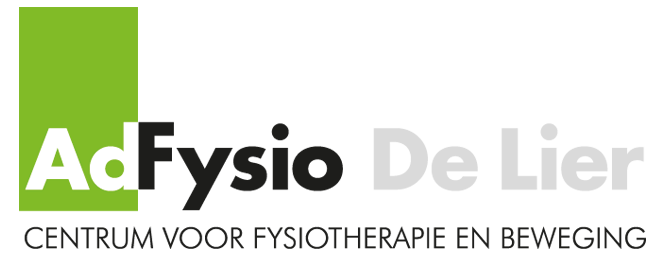 AdFysio De Lier
CENTRUM VOOR FYSIOTHERAPIE EN BEWEGING